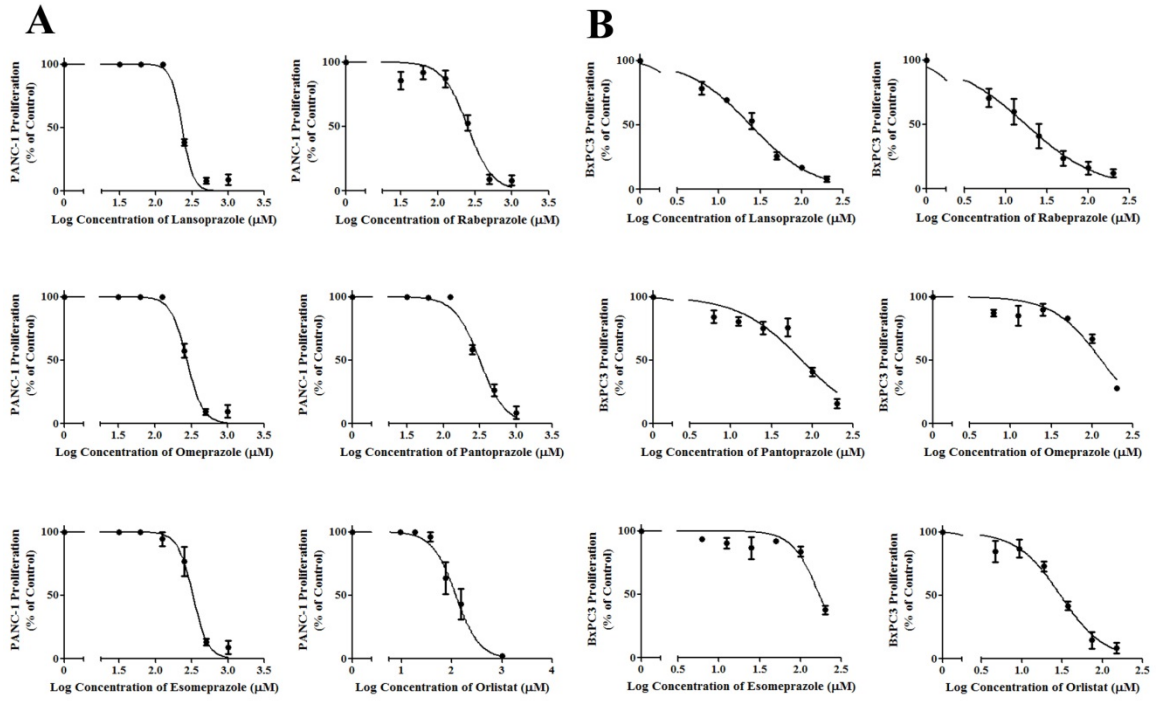 A
B
PANC-1 Proliferation
(% of Control)
100
50
0
0 1.5 2.0 2.5 3.0 3.5
Log Concentration of Lansoprazole (μM)
PANC-1 Proliferation
(% of Control)
100
50
0
0 1.5 2.0 2.5 3.0 3.5
Log Concentration of Rabeprazole (μM)
BxPC3 Proliferation
(% of Control)
100
50
0
0 0.5 1.0 1.5 2.0 2.5
Log Concentration of Lansoprazole (μM)
BxPC3 Proliferation
(% of Control)
100
50
0
0 0.5 1.0 1.5 2.0 2.5
Log Concentration of Rabeprazole (μM)
PANC-1 Proliferation
(% of Control)
100
50
0
0 1.5 2.0 2.5 3.0 3.5
Log Concentration of Omeprazole (μM)
PANC-1 Proliferation
(% of Control)
100
50
0
0 1.5 2.0 2.5 3.0 3.5
Log Concentration of Pantoprazole (μM)
BxPC3 Proliferation
(% of Control)
100
50
0
0 0.5 1.0 1.5 2.0 2.5
Log Concentration of Pantoprazole (μM)
BxPC3 Proliferation
(% of Control)
100
50
0
0 0.5 1.0 1.5 2.0 2.5
Log Concentration of Omeprazole (μM)
PANC-1 Proliferation
(% of Control)
100
50
0
0 1.5 2.0 2.5 3.0 3.5
Log Concentration of Esomeprazole (μM)
PANC-1 Proliferation
(% of Control)
100
50
0
0 1 2 3 4
Log Concentration of Orlistat (μM)
BxPC3 Proliferation
(% of Control)
100
50
0
0 0.5 1.0 1.5 2.0 2.5
Log Concentration of Esomeprazole (μM)
BxPC3 Proliferation
(% of Control)
100
50
0
0 0.5 1.0 1.5 2.0 2.5
Log Concentration of Orlistat (μM)